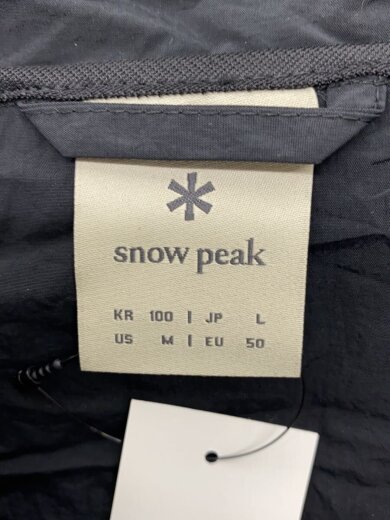 snow peak
KR 100 | JP L
US M | EU 50